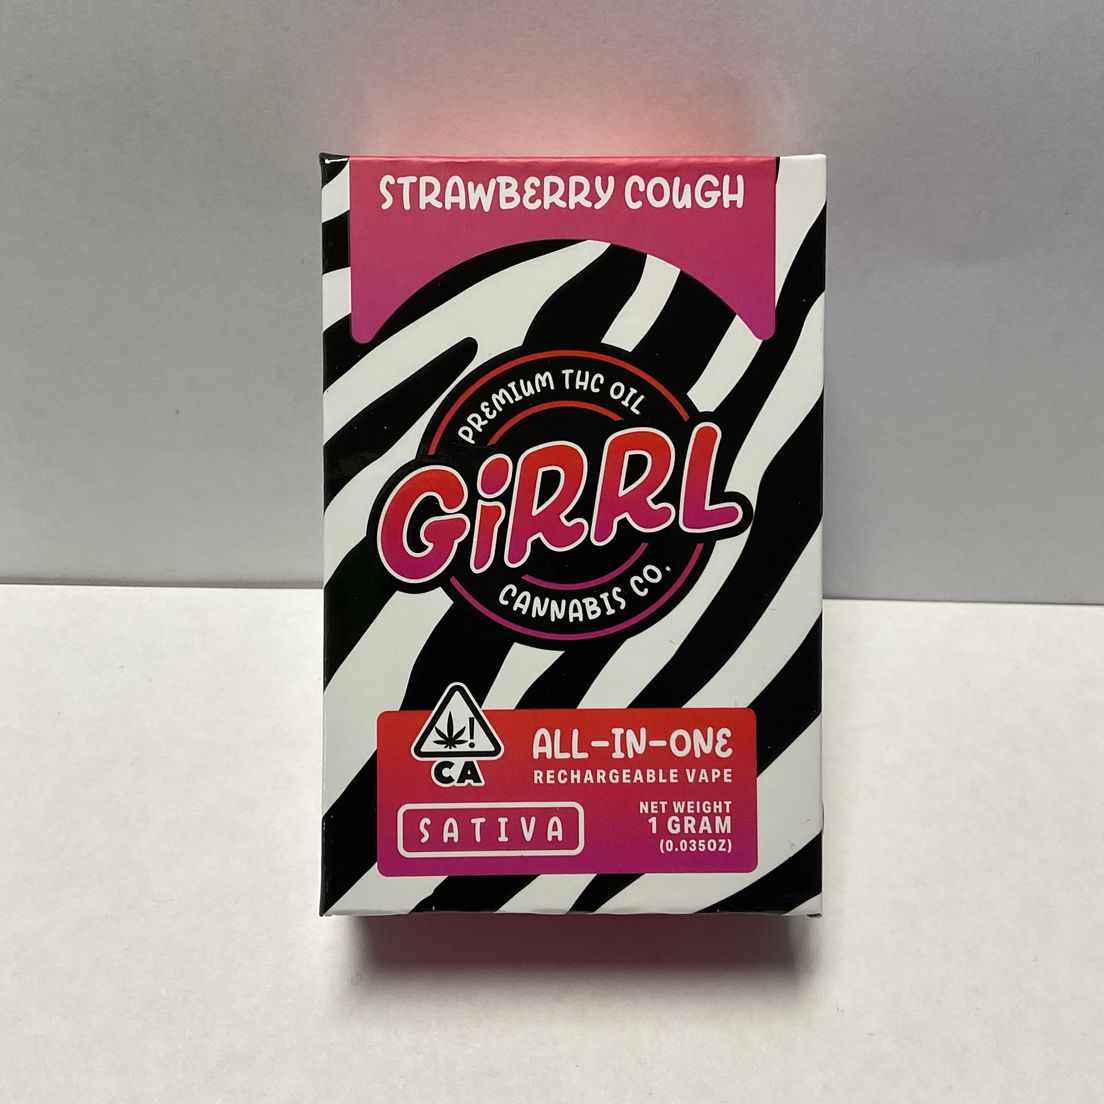 STRAWBERRY COUGH
PREMIUM THC OIL
GiRRL
CANNABIS CO.
!
CA
ALL-IN-ONE
RECHARGEABLE VAPE
SATIVA
NET WEIGHT
1 GRAM
(0.035OZ)